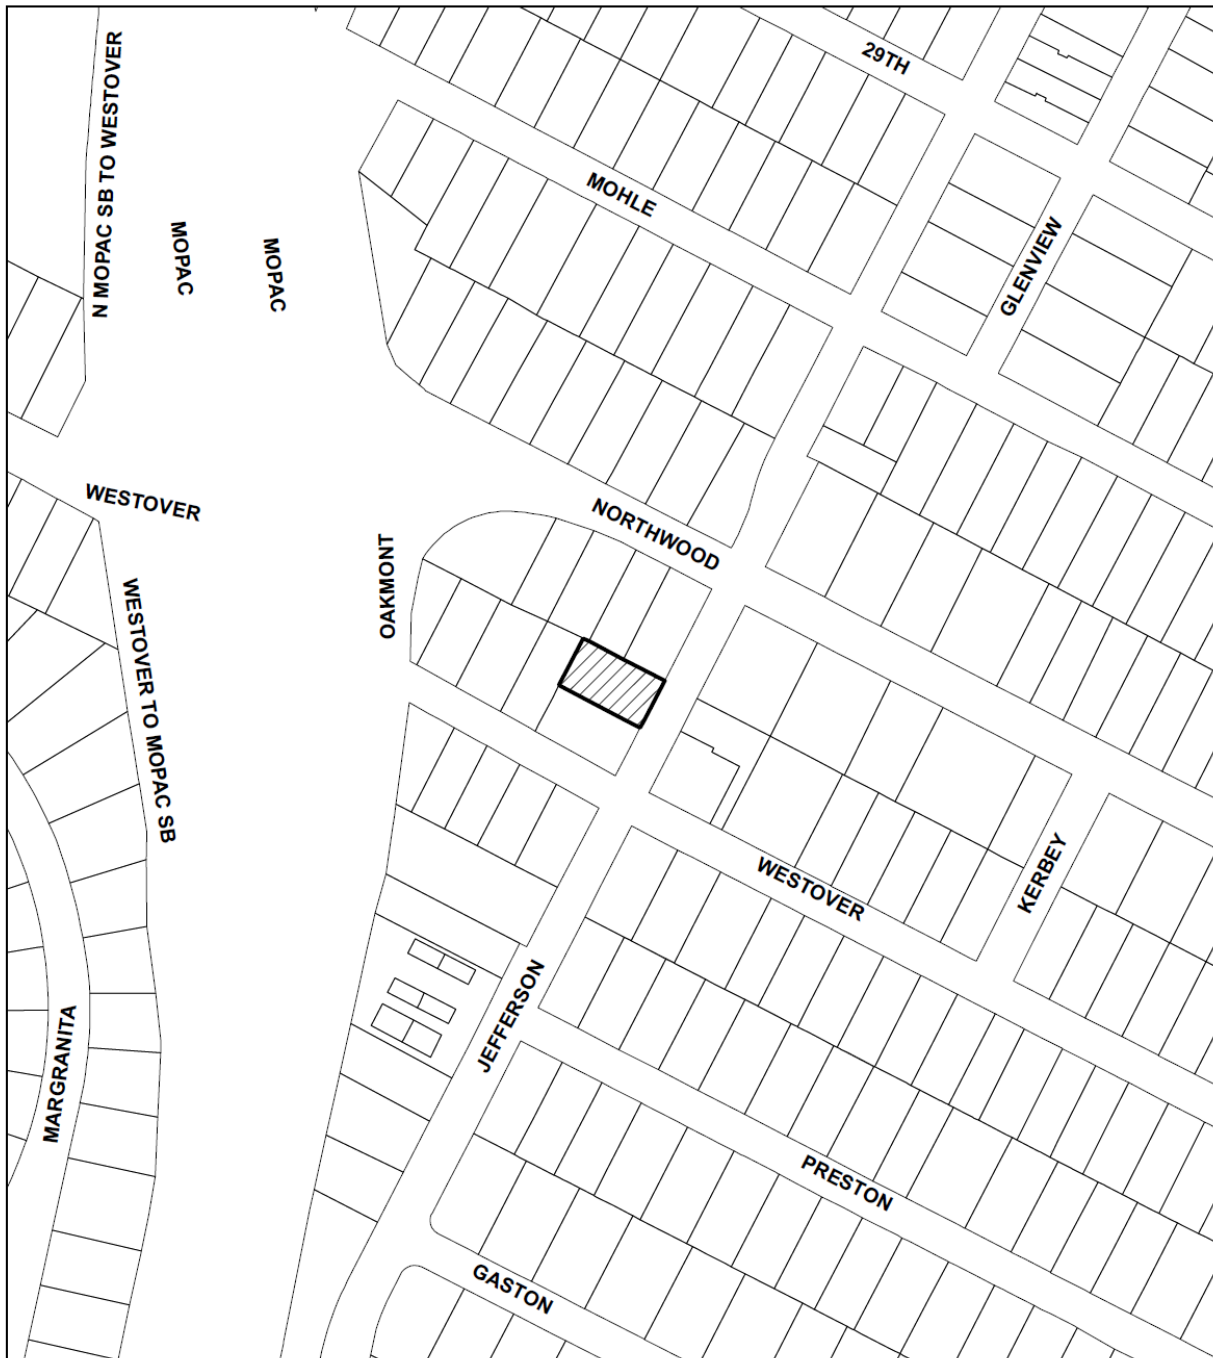 29TH
N MOPAC SB TO WESTOVER
MOHLE
MOPAC
MOPAC
GLENVIEW
WESTOVER
NORTHWOOD
OAKMONT
WESTOVER TO MOPAC SB
WESTOVER
KERBEY
JEFFERSON
MARGRANITA
PRESTON
GASTON